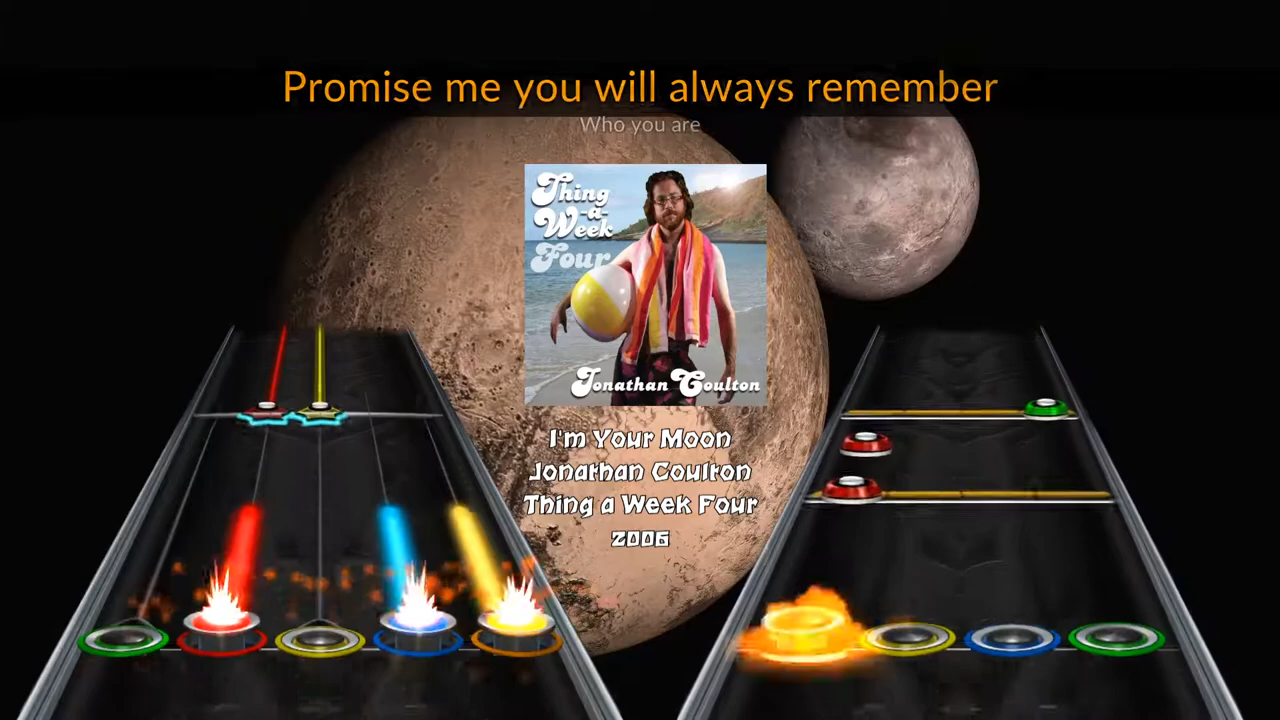 Promise me you will always remember
Who you are
Thing
-a-
Week
Four
Jonathan Coulton
I'm Your Moon
Jonathan Coulton
Thing a Week Four
2006